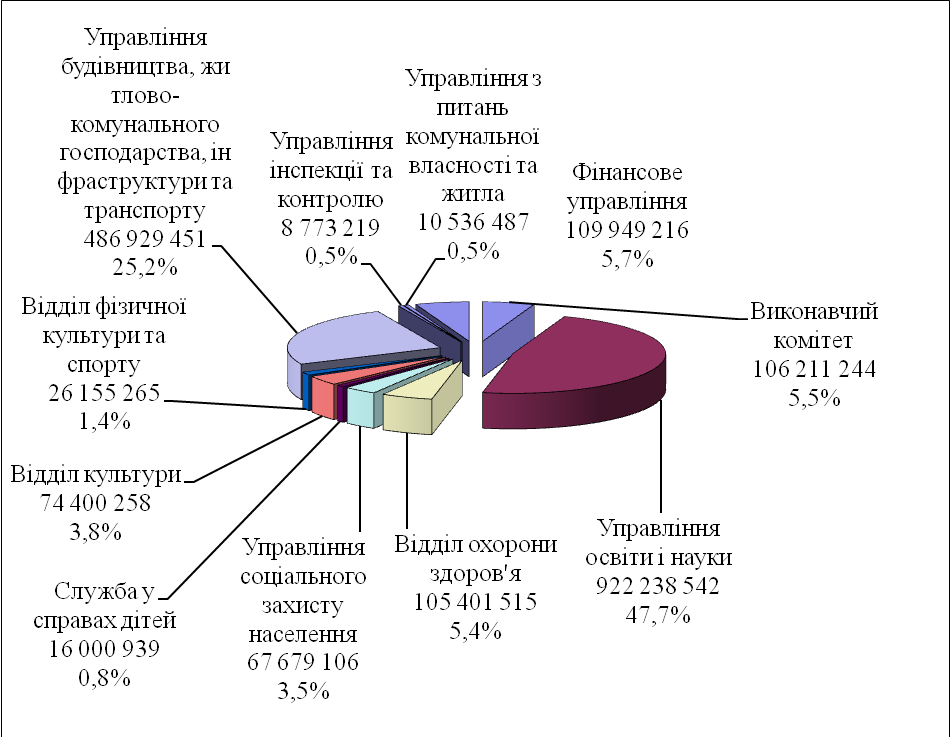 Управління
будівництва, жи
тлово-
комунального
господарства, ін
фраструктури та
транспорту
486 929 451
25,2%
Управління
інспекції та
контролю
8 773 219
0,5%
Управління з
питань
комунальної
власності та
житла
10 536 487
0,5%
Фінансове
управління
109 949 216
5,7%
Виконавчий
комітет
106 211 244
5,5%
Відділ фізичної
культури та
спорту
26 155 265
1,4%
Відділ культури
74 400 258
3,8%
Служба у
справах дітей
16 000 939
0,8%
Управління
соціального
захисту
населення
67 679 106
3,5%
Відділ охорони
здоров'я
105 401 515
5,4%
Управління
освіти і науки
922 238 542
47,7%